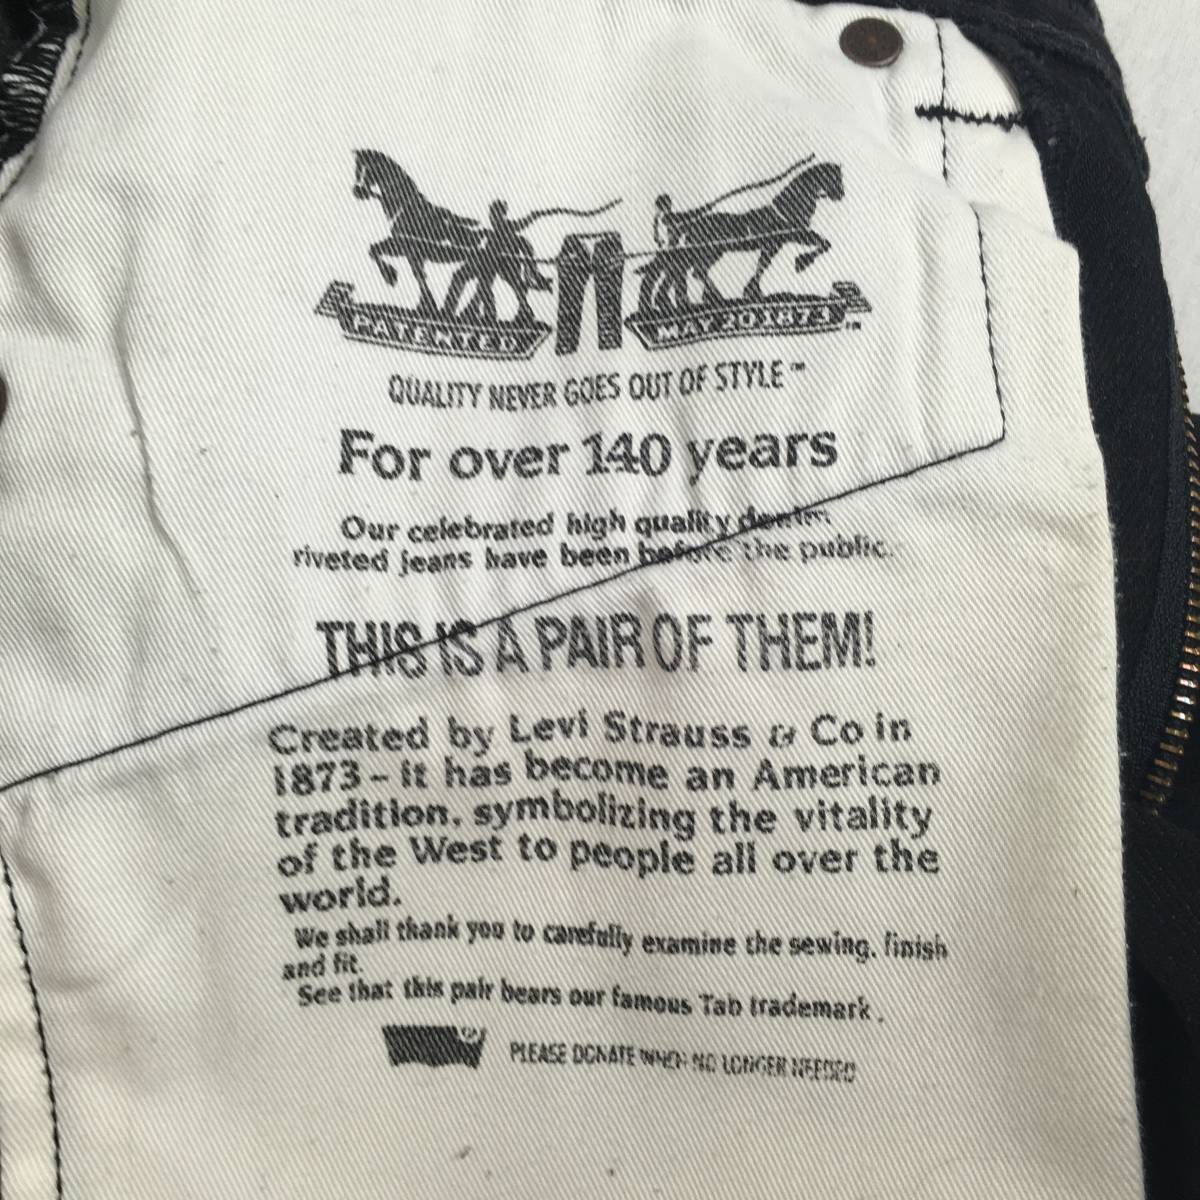 PATENTED MAY 20 1873 ™
QUALITY NEVER GOES OUT OF STYLE ™
For over 140 years
Our celebrated high quality denim
riveted jeans have been before the public.
THIS IS A PAIR OF THEM!
Created by Levi Strauss & Co in
1873 – it has become an American
tradition, symbolizing the vitality
of the West to people all over the
world.
We shall thank you to carefully examine the sewing, finish
and fit.
See that this pair bears our famous Tab trademark.
PLEASE DONATE WHEN NO LONGER NEEDED